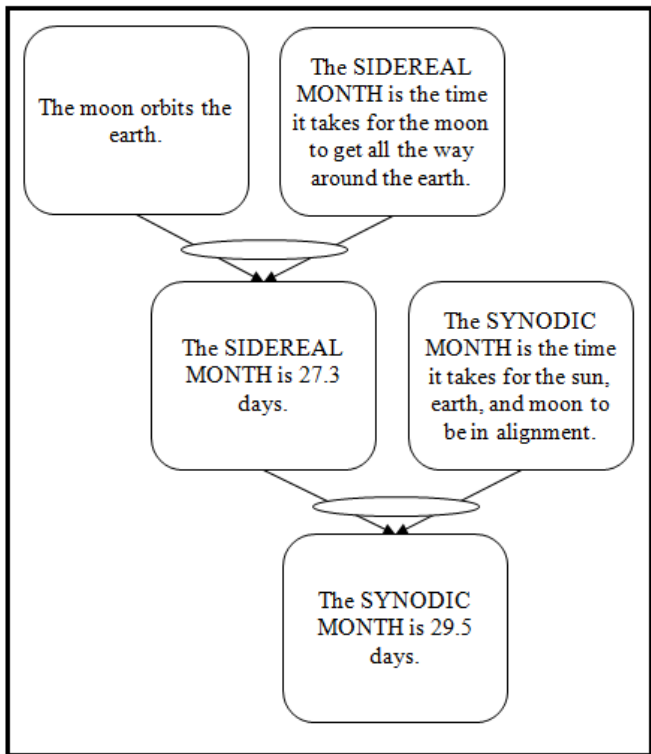 The moon orbits the
earth.
The SIDEREAL
MONTH is the time
it takes for the moon
to get all the way
around the earth.
The SIDEREAL
MONTH is 27.3
days.
The SYNODIC
MONTH is the time
it takes for the sun,
earth, and moon to
be in alignment.
The SYNODIC
MONTH is 29.5
days.